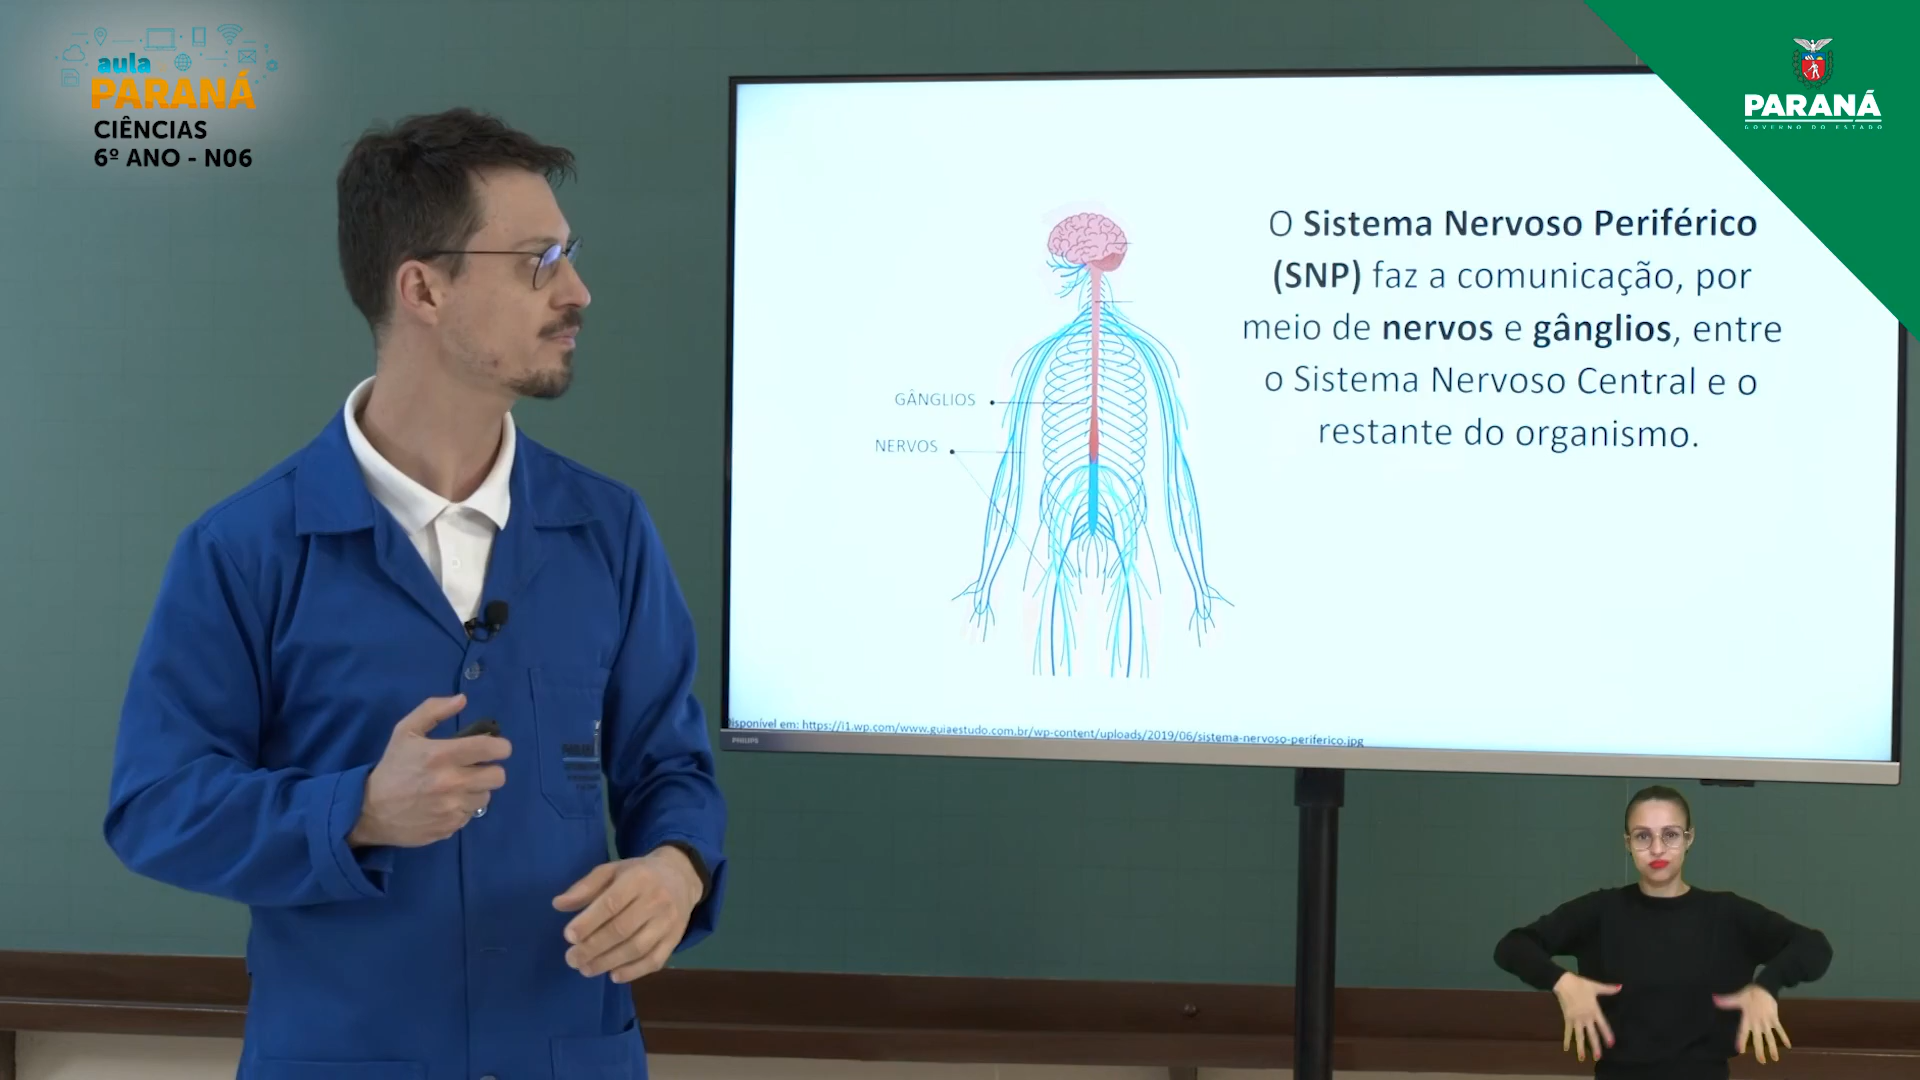 aula
PARANÁ
CIÊNCIAS
6º ANO - N06
PARANÁ
GOVERNO DO ESTADO
O Sistema Nervoso Periférico
(SNP) faz a comunicação, por
meio de nervos e gânglios, entre
o Sistema Nervoso Central e o
restante do organismo.
GÂNGLIOS
NERVOS
Disponível em: https://i1.wp.com/www.guiaestudo.com.br/wp-content/uploads/2019/06/sistema-nervoso-periferico.jpg
PHILIPS